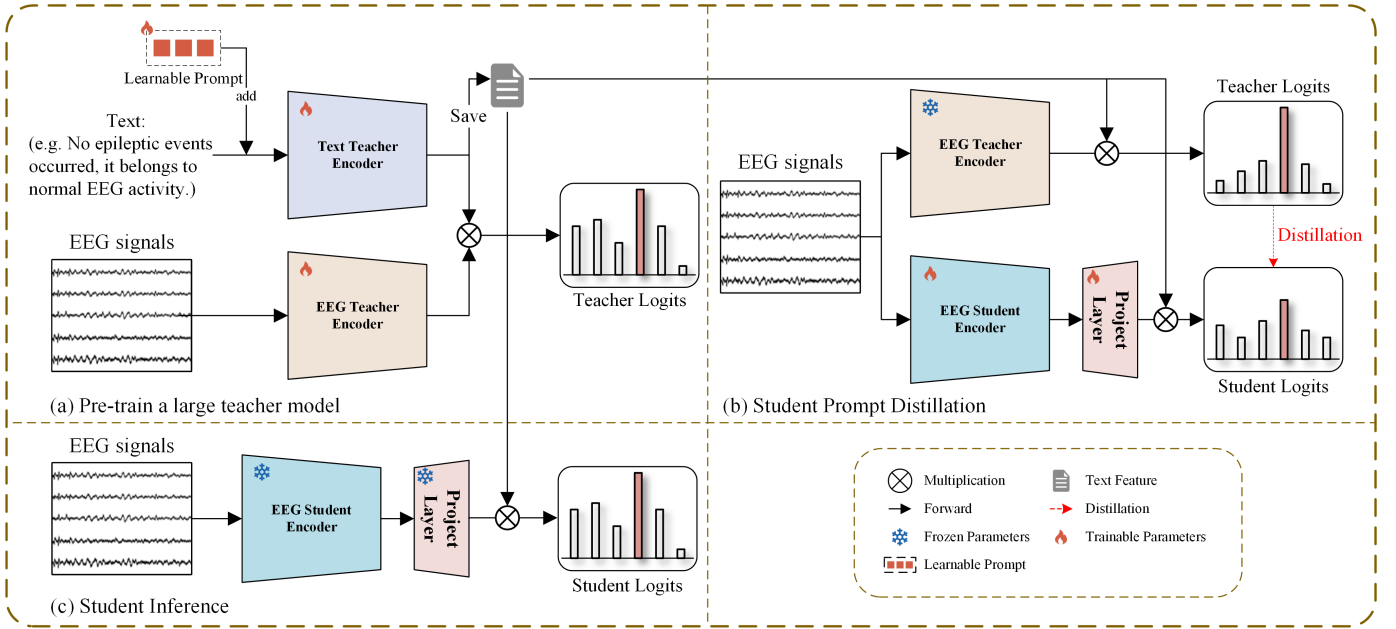 Learnable Prompt
add
Text:
(e.g. No epileptic events
occurred, it belongs to
normal EEG activity.)
Text Teacher
Encoder
Save
EEG signals
EEG Teacher
Encoder
Teacher Logits
(a) Pre-train a large teacher model
EEG signals
EEG Teacher
Encoder
Teacher Logits
Distillation
EEG Student
Encoder
Project
Layer
Student Logits
(b) Student Prompt Distillation
EEG signals
EEG Student
Encoder
Project
Layer
Student Logits
(c) Student Inference
Multiplication
Text Feature
Forward
Distillation
Frozen Parameters
Trainable Parameters
Learnable Prompt